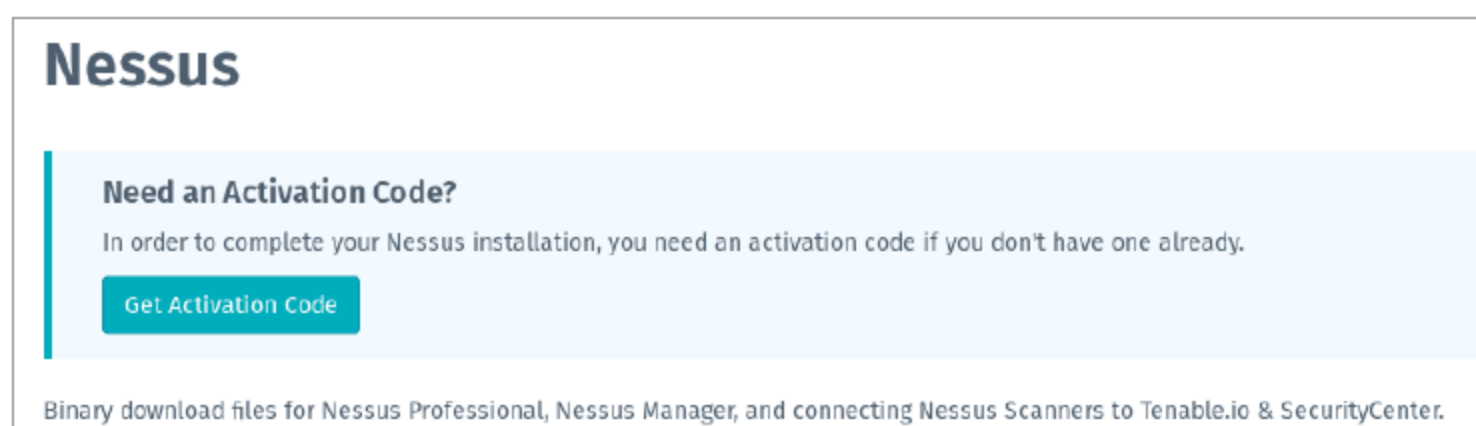 Nessus
Need an Activation Code?
In order to complete your Nessus installation, you need an activation code if you don't have one already.
Get Activation Code
Binary download files for Nessus Professional, Nessus Manager, and connecting Nessus Scanners to Tenable.io & SecurityCenter.